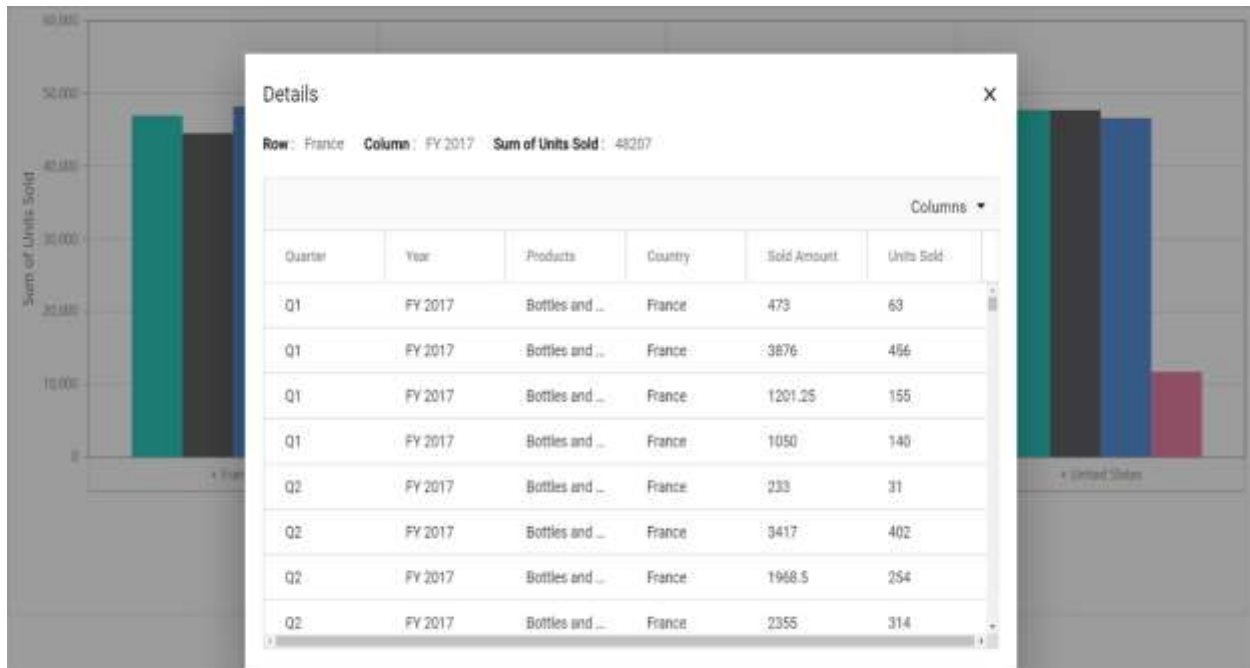 60,000
50,000
40,000
30,000
20,000
10,000
0
Sum of Units Sold
Details X
Row : France Column : FY 2017 Sum of Units Sold : 48207
Columns
Quarter Year Products Country Sold Amount Units Sold
Q1 FY 2017 Bottles and ... France 473 63
Q1 FY 2017 Bottles and ... France 3876 456
Q1 FY 2017 Bottles and ... France 1201.25 155
Q1 FY 2017 Bottles and ... France 1050 140
Q2 FY 2017 Bottles and ... France 233 31
Q2 FY 2017 Bottles and ... France 3417 402
Q2 FY 2017 Bottles and ... France 1968.5 254
Q2 FY 2017 Bottles and ... France 2355 314
+ United States